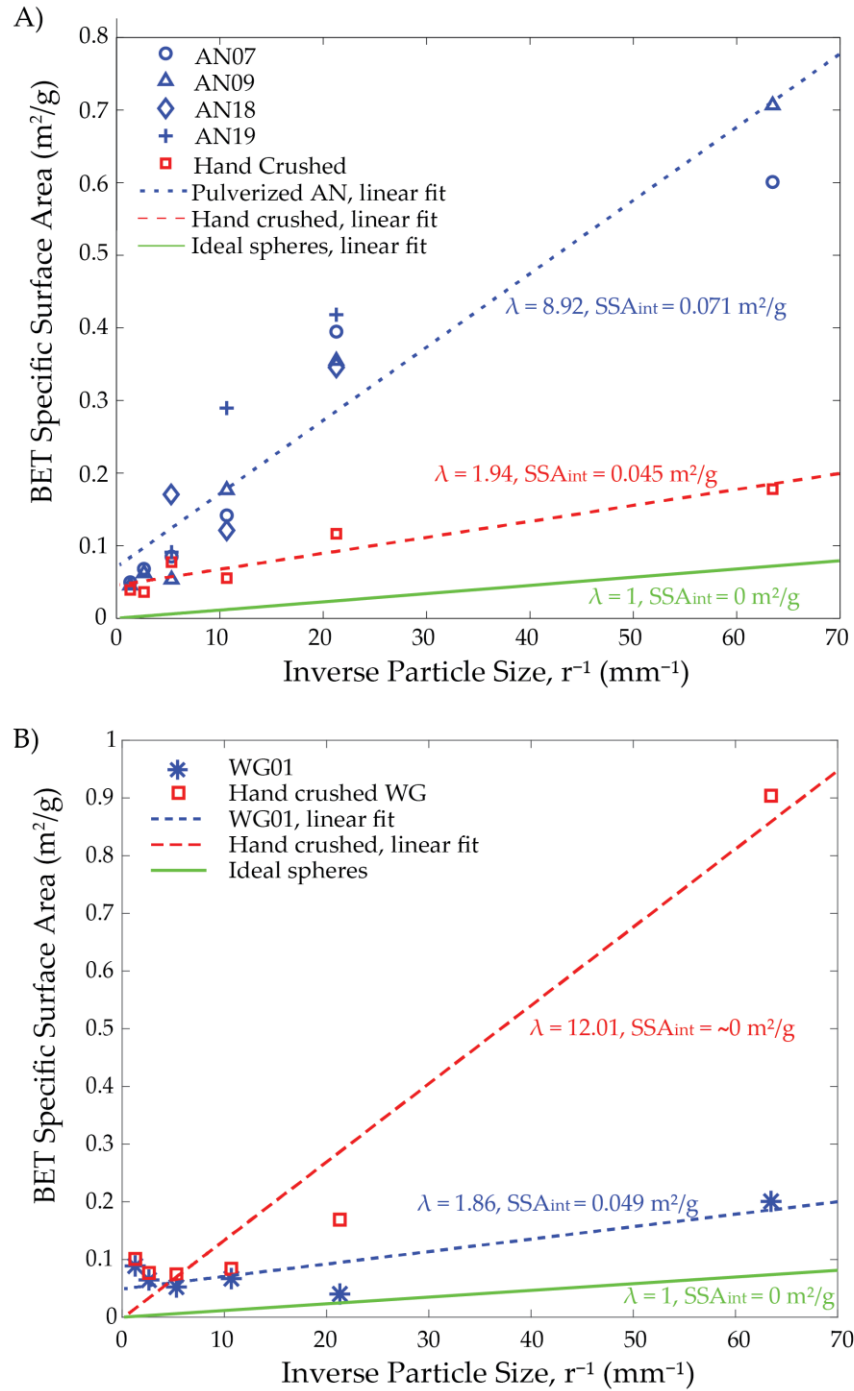 A)
0.8
0.7
0.6
0.5
0.4
0.3
0.2
0.1
0
BET Specific Surface Area (m²/g)
AN07
AN09
AN18
AN19
Hand Crushed
Pulverized AN, linear fit
Hand crushed, linear fit
Ideal spheres, linear fit
λ = 8.92, SSAint = 0.071 m²/g
λ = 1.94, SSAint = 0.045 m²/g
λ = 1, SSAint = 0 m²/g
0 10 20 30 40 50 60 70
Inverse Particle Size, r⁻¹ (mm⁻¹)
B)
1
0.9
0.8
0.7
0.6
0.5
0.4
0.3
0.2
0.1
0
BET Specific Surface Area (m²/g)
WG01
Hand crushed WG
WG01, linear fit
Hand crushed, linear fit
Ideal spheres
λ = 12.01, SSAint = ~0 m²/g
λ = 1.86, SSAint = 0.049 m²/g
λ = 1, SSAint = 0 m²/g
0 10 20 30 40 50 60 70
Inverse Particle Size, r⁻¹ (mm⁻¹)